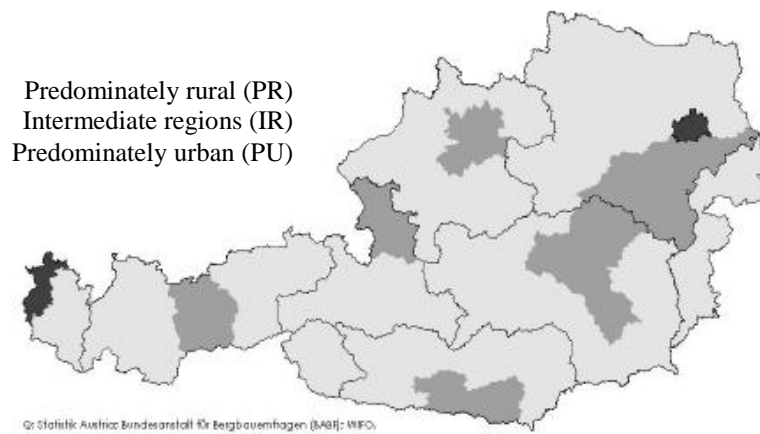 Predominately rural (PR)
Intermediate regions (IR)
Predominately urban (PU)
Q: Statistik Austria: Bundesanstalt für Bergbauernfragen (BABF); WIFO.